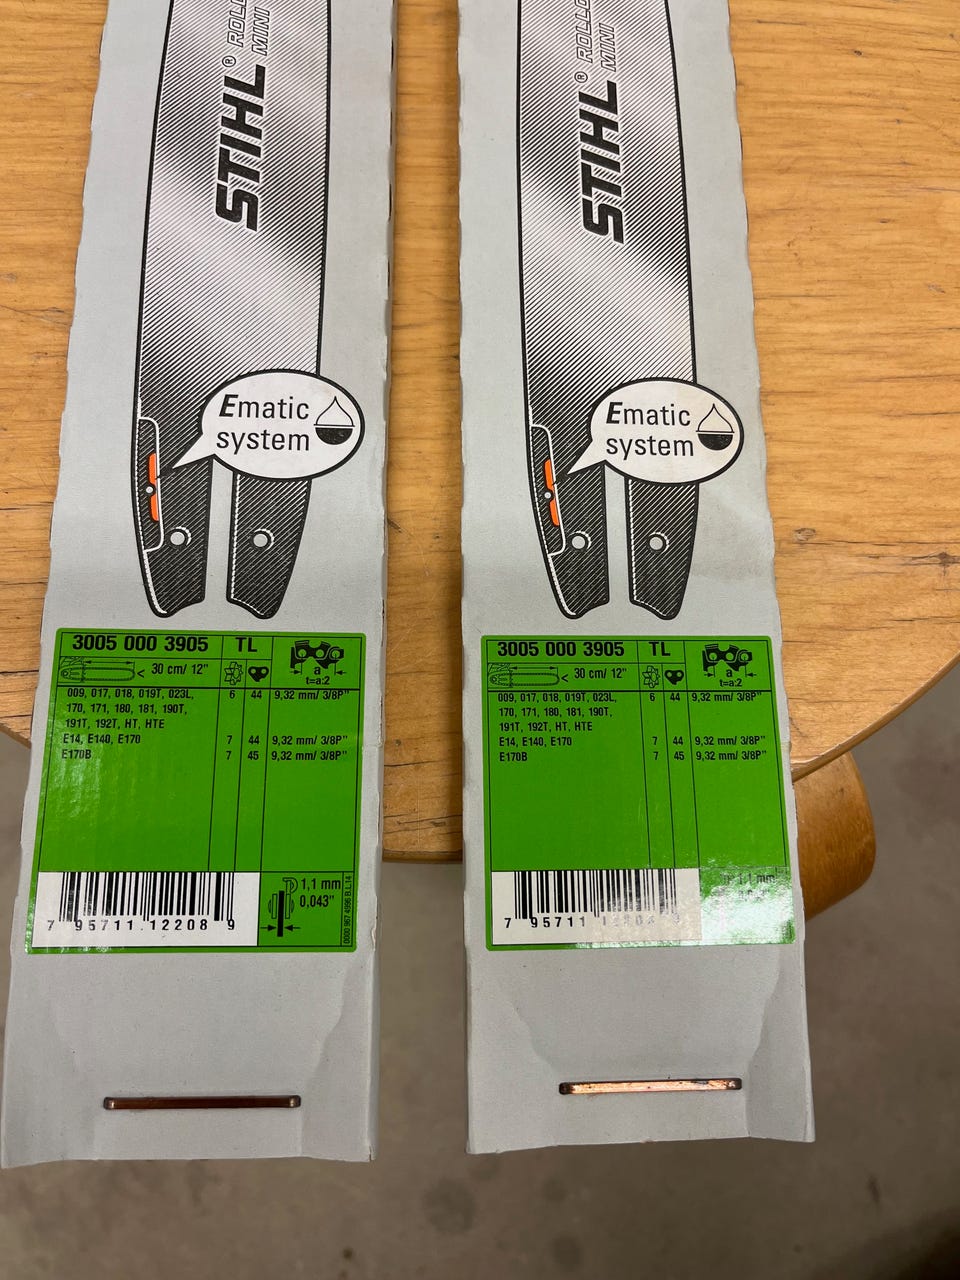 STIHL®
MINI
Ematic
system
3005 000 3905 TL
< 30 cm/ 12" a
t=a:2
009, 017, 018, 019T, 023L, 6 44 9,32 mm/ 3/8P"
170, 171, 180, 181, 190T,
191T, 192T, HT, HTE
E14, E140, E170 7 44 9,32 mm/ 3/8P"
E170B 7 45 9,32 mm/ 3/8P"
1,1 mm
0,043"
7 95711 12208 9
STIHL®
MINI
Ematic
system
3005 000 3905 TL
< 30 cm/ 12" a
t=a:2
009, 017, 018, 019T, 023L, 6 44 9,32 mm/ 3/8P"
170, 171, 180, 181, 190T,
191T, 192T, HT, HTE
E14, E140, E170 7 44 9,32 mm/ 3/8P"
E170B 7 45 9,32 mm/ 3/8P"
1,1 mm
7 95711